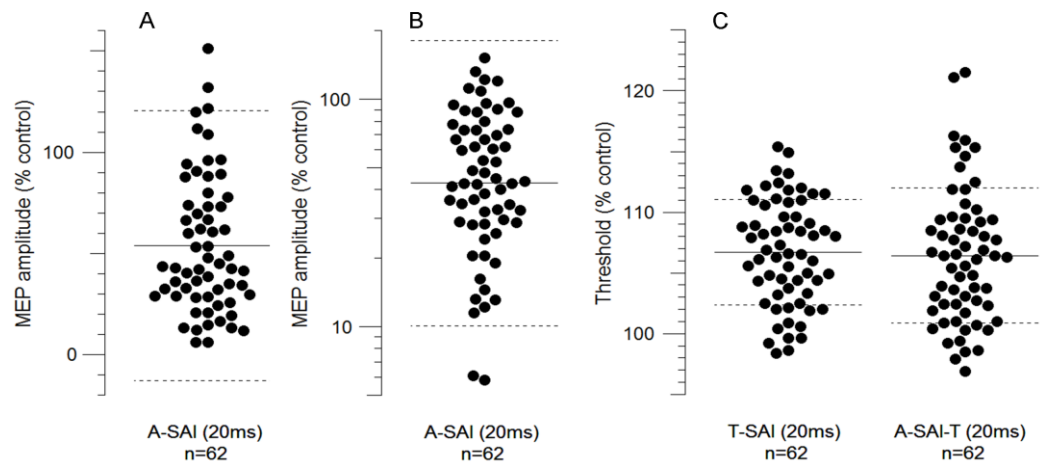 A
MEP amplitude (% control)
100
0
A-SAI (20ms)
n=62
B
MEP amplitude (% control)
100
10
A-SAI (20ms)
n=62
C
Threshold (% control)
120
110
100
T-SAI (20ms)
n=62
A-SAI-T (20ms)
n=62